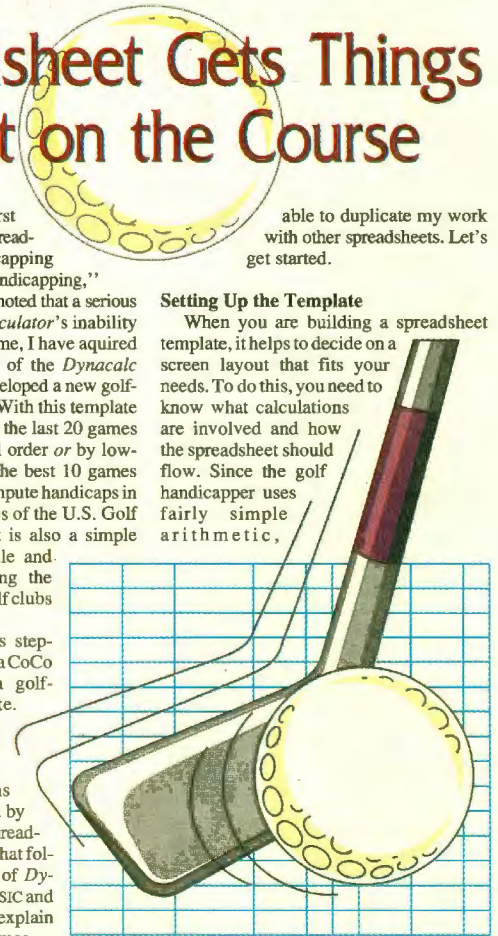 sheet Gets Things
t on the Course
rst
read-
capping
ndicapping,"
noted that a serious
culator's inability
me, I have aquired
of the Dynacalc
eloped a new golf-
With this template
the last 20 games
l order or by low-
he best 10 games
mpute handicaps in
s of the U.S. Golf
t is also a simple
le and
ng the
lf clubs
s step-
a CoCo
a golf-
te.
as
by
read-
hat fol-
of Dy-
SIC and
explain
able to duplicate my work
with other spreadsheets. Let's
get started.
Setting Up the Template
When you are building a spreadsheet
template, it helps to decide on a
screen layout that fits your
needs. To do this, you need to
know what calculations
are involved and how
the spreadsheet should
flow. Since the golf
handicapper uses
fairly simple
arithmetic,